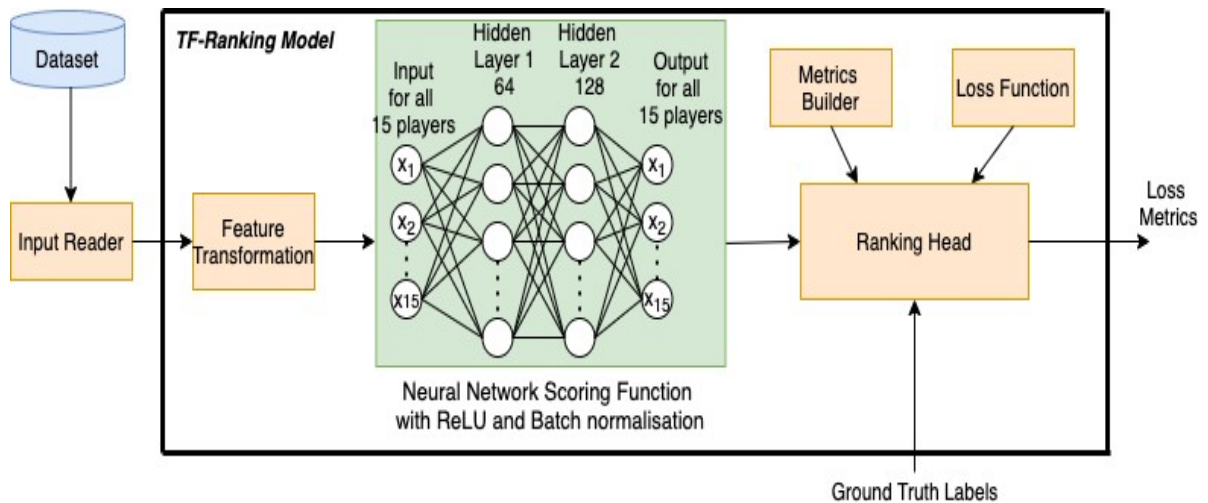 TF-Ranking Model
Dataset
Input Reader
Feature
Transformation
Input
for all
15 players
Hidden
Layer 1
64
Hidden
Layer 2
128
Output
for all
15 players
x1
x2
x15
x1
x2
x15
Neural Network Scoring Function
with ReLU and Batch normalisation
Metrics
Builder
Loss Function
Ranking Head
Loss
Metrics
Ground Truth Labels